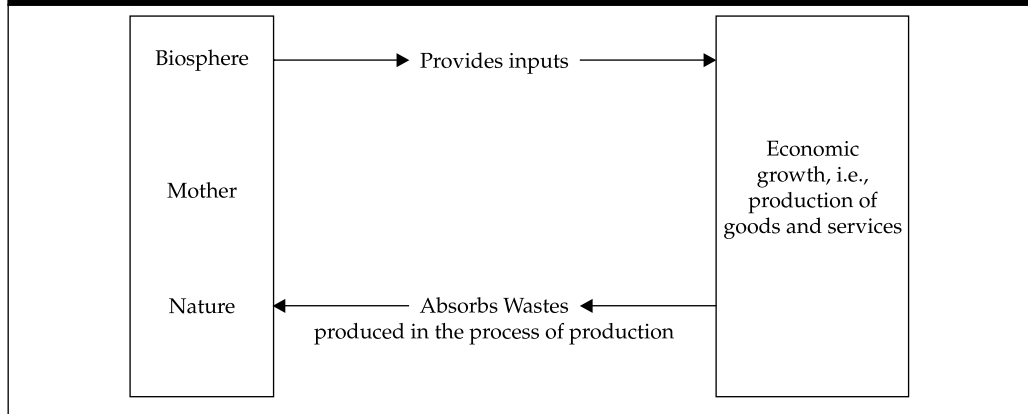 Biosphere
Provides inputs
Mother
Economic
growth, i.e.,
production of
goods and services
Nature
Absorbs Wastes
produced in the process of production